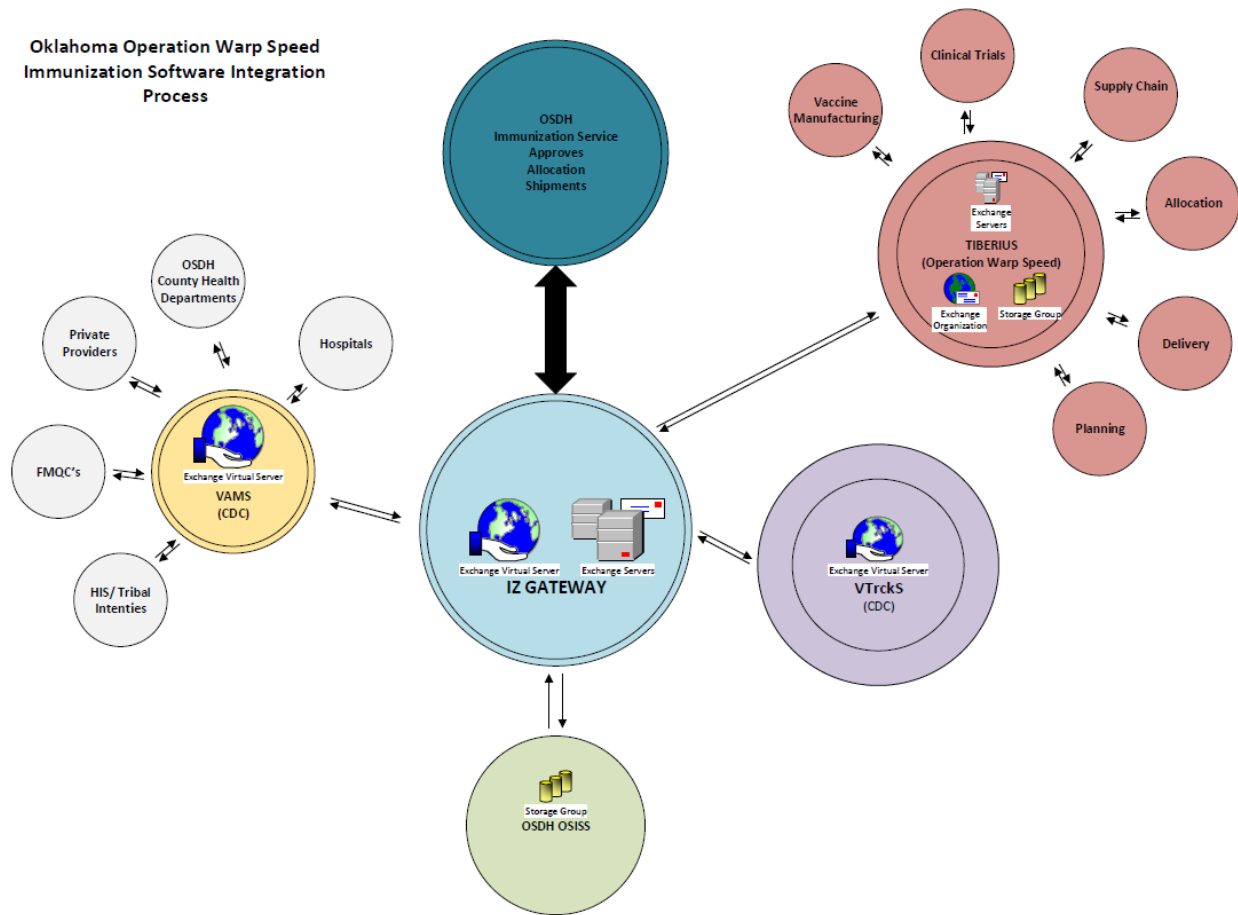 Oklahoma Operation Warp Speed
Immunization Software Integration
Process
OSDH
Immunization Service
Approves
Allocation
Shipments
Clinical Trials
Vaccine
Manufacturing
Supply Chain
Allocation
Delivery
Planning
Exchange
Servers
TIBERIUS
(Operation Warp Speed)
Exchange
Organization
Storage Group
OSDH
County Health
Departments
Private
Providers
Hospitals
FMQC's
HIS/ Tribal
Intenties
Exchange Virtual Server
VAMS
(CDC)
Exchange Virtual Server
Exchange Servers
IZ GATEWAY
Exchange Virtual Server
VTrckS
(CDC)
Storage Group
OSDH OSISS